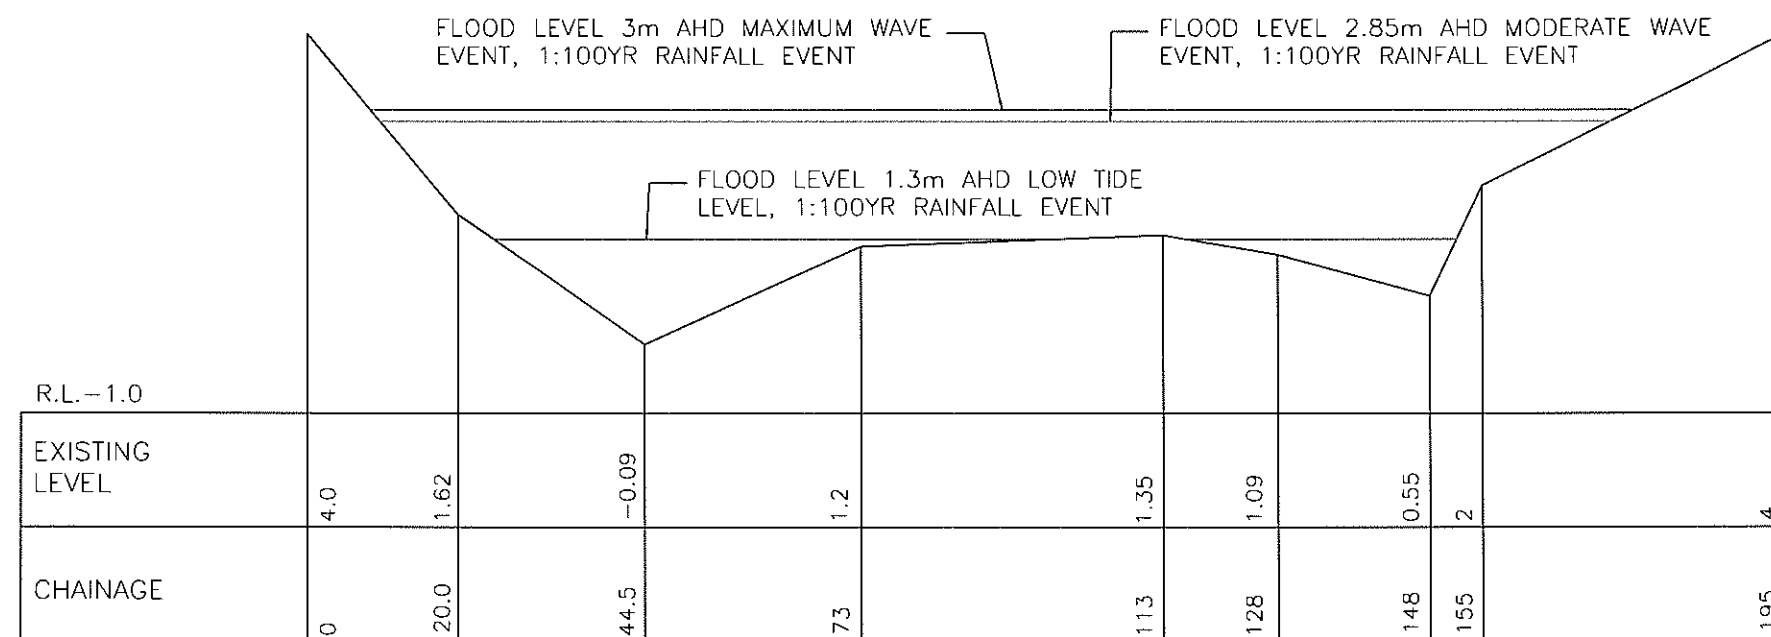 FLOOD LEVEL 3m AHD MAXIMUM WAVE
EVENT, 1:100YR RAINFALL EVENT
FLOOD LEVEL 2.85m AHD MODERATE WAVE
EVENT, 1:100YR RAINFALL EVENT
FLOOD LEVEL 1.3m AHD LOW TIDE
LEVEL, 1:100YR RAINFALL EVENT
R.L.-1.0
EXISTING
LEVEL
4.0
1.62
-0.09
1.2
1.35
1.09
0.55
2
4
CHAINAGE
0
20.0
44.5
73
113
128
148
155
195